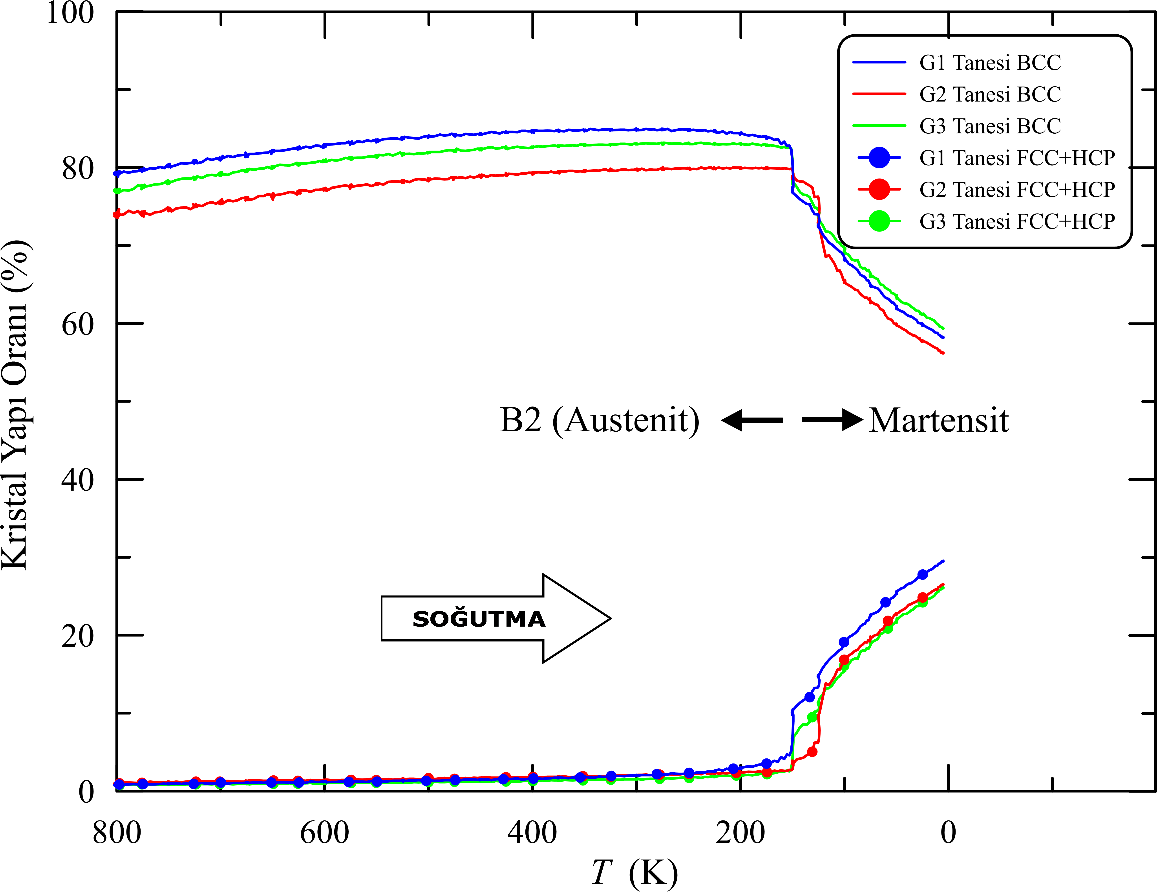 100
80
60
40
20
0
Kristal Yapı Oranı (%)
G1 Tanesi BCC
G2 Tanesi BCC
G3 Tanesi BCC
G1 Tanesi FCC+HCP
G2 Tanesi FCC+HCP
G3 Tanesi FCC+HCP
B2 (Austenit)
Martensit
SOĞUTMA
800 600 400 200 0
T (K)